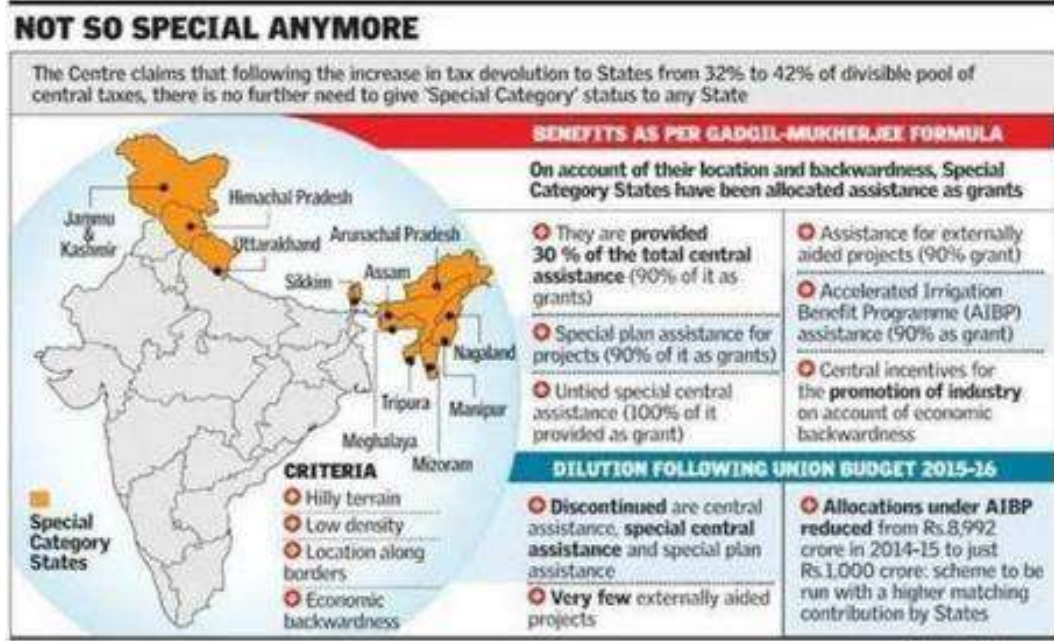 NOT SO SPECIAL ANYMORE
The Centre claims that following the increase in tax devolution to States from 32% to 42% of divisible pool of
central taxes, there is no further need to give 'Special Category' status to any State
Jammu
&
Kashmir
Himachal Pradesh
Uttarakhand
Arunachal Pradesh
Sikkim
Assam
Nagaland
Tripura
Manipur
Meghalaya
Mizoram
Special
Category
States
CRITERIA
Hilly terrain
Low density
Location along
borders
Economic
backwardness
BENEFITS AS PER GADGIL-MUKHERJEE FORMULA
On account of their location and backwardness, Special
Category States have been allocated assistance as grants
They are provided
30 % of the total central
assistance (90% of it as
grants)
Special plan assistance for
projects (90% of it as grants)
Untied special central
assistance (100% of it
provided as grant)
Assistance for externally
aided projects (90% grant)
Accelerated Irrigation
Benefit Programme (AIBP)
assistance (90% as grant)
Central incentives for
the promotion of industry
on account of economic
backwardness
DILUTION FOLLOWING UNION BUDGET 2015-16
Discontinued are central
assistance, special central
assistance and special plan
assistance
Very few externally aided
projects
Allocations under AIBP
reduced from Rs.8,992
crore in 2014-15 to just
Rs.1,000 crore: scheme to be
run with a higher matching
contribution by States